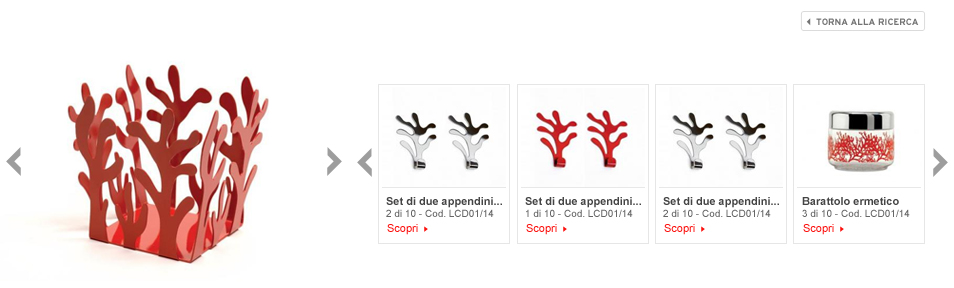 TORNA ALLA RICERCA
Set di due appendini...
2 di 10 - Cod. LCD01/14
Scopri
Set di due appendini...
1 di 10 - Cod. LCD01/14
Scopri
Set di due appendini...
2 di 10 - Cod. LCD01/14
Scopri
Barattolo ermetico
3 di 10 - Cod. LCD01/14
Scopri